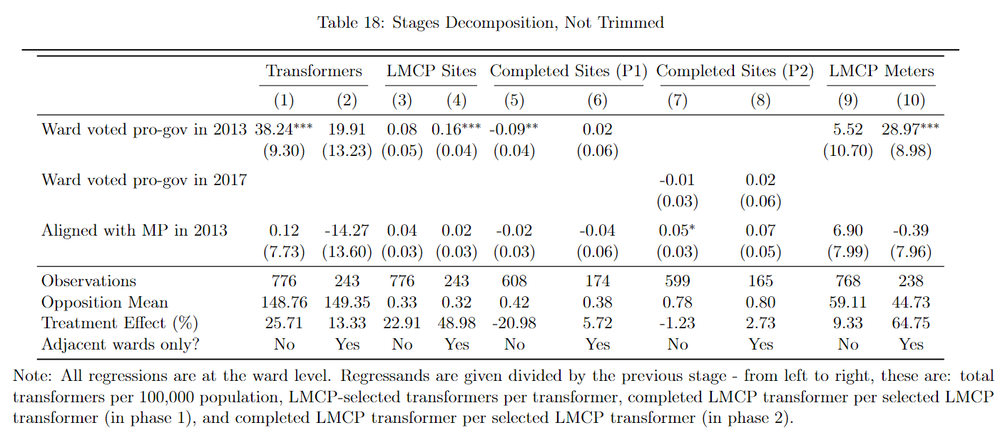 Table 18: Stages Decomposition, Not Trimmed
Transformers LMCP Sites Completed Sites (P1) Completed Sites (P2) LMCP Meters
(1) (2) (3) (4) (5) (6) (7) (8) (9) (10)
Ward voted pro-gov in 2013 38.24*** 19.91 0.08 0.16*** -0.09** 0.02 5.52 28.97***
(9.30) (13.23) (0.05) (0.04) (0.04) (0.06) (10.70) (8.98)
Ward voted pro-gov in 2017 -0.01 0.02
(0.03) (0.06)
Aligned with MP in 2013 0.12 -14.27 0.04 0.02 -0.02 -0.04 0.05* 0.07 6.90 -0.39
(7.73) (13.60) (0.03) (0.03) (0.03) (0.06) (0.03) (0.05) (7.99) (7.96)
Observations 776 243 776 243 608 174 599 165 768 238
Opposition Mean 148.76 149.35 0.33 0.32 0.42 0.38 0.78 0.80 59.11 44.73
Treatment Effect (%) 25.71 13.33 22.91 48.98 -20.98 5.72 -1.23 2.73 9.33 64.75
Adjacent wards only? No Yes No Yes No Yes No Yes No Yes
Note: All regressions are at the ward level. Regressands are given divided by the previous stage - from left to right, these are: total
transformers per 100,000 population, LMCP-selected transformers per transformer, completed LMCP transformer per selected LMCP
transformer (in phase 1), and completed LMCP transformer per selected LMCP transformer (in phase 2).